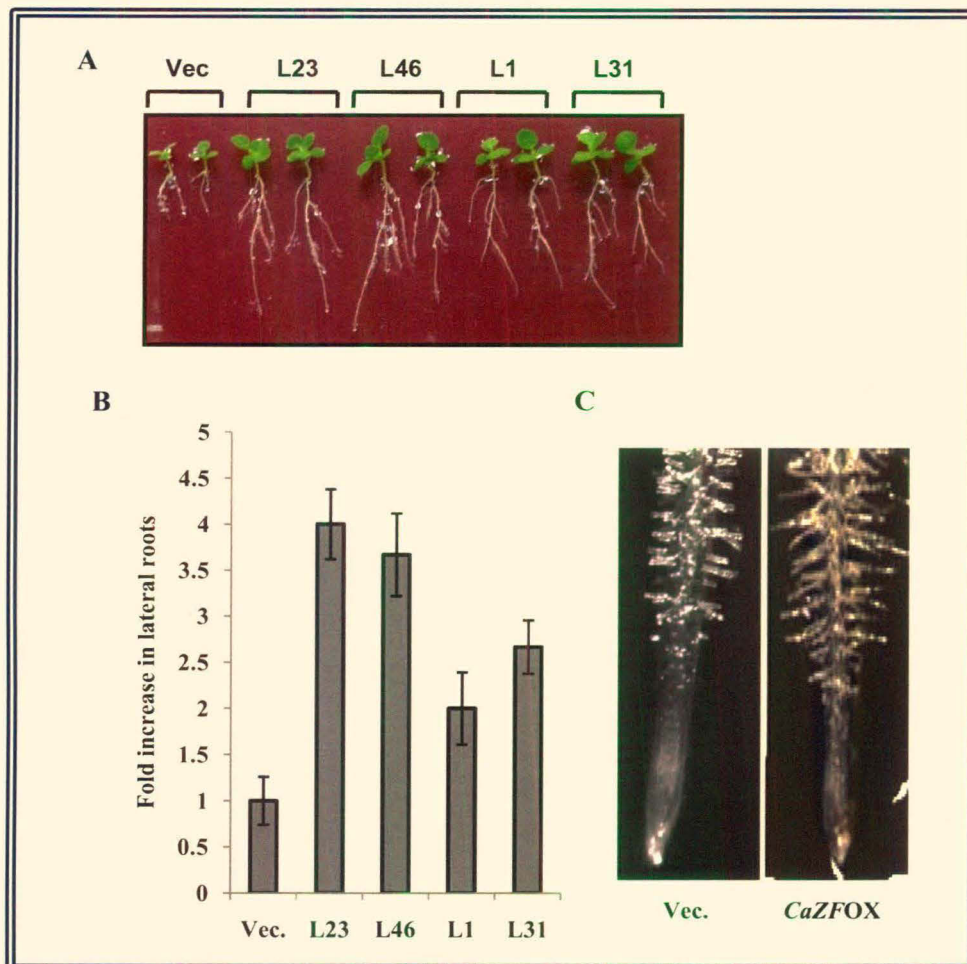 A
Vec L23 L46 L1 L31
B
C
Fold increase in lateral roots
5
4.5
4
3.5
3
2.5
2
1.5
1
0.5
0
Vec. L23 L46 L1 L31
Vec. CaZFOX